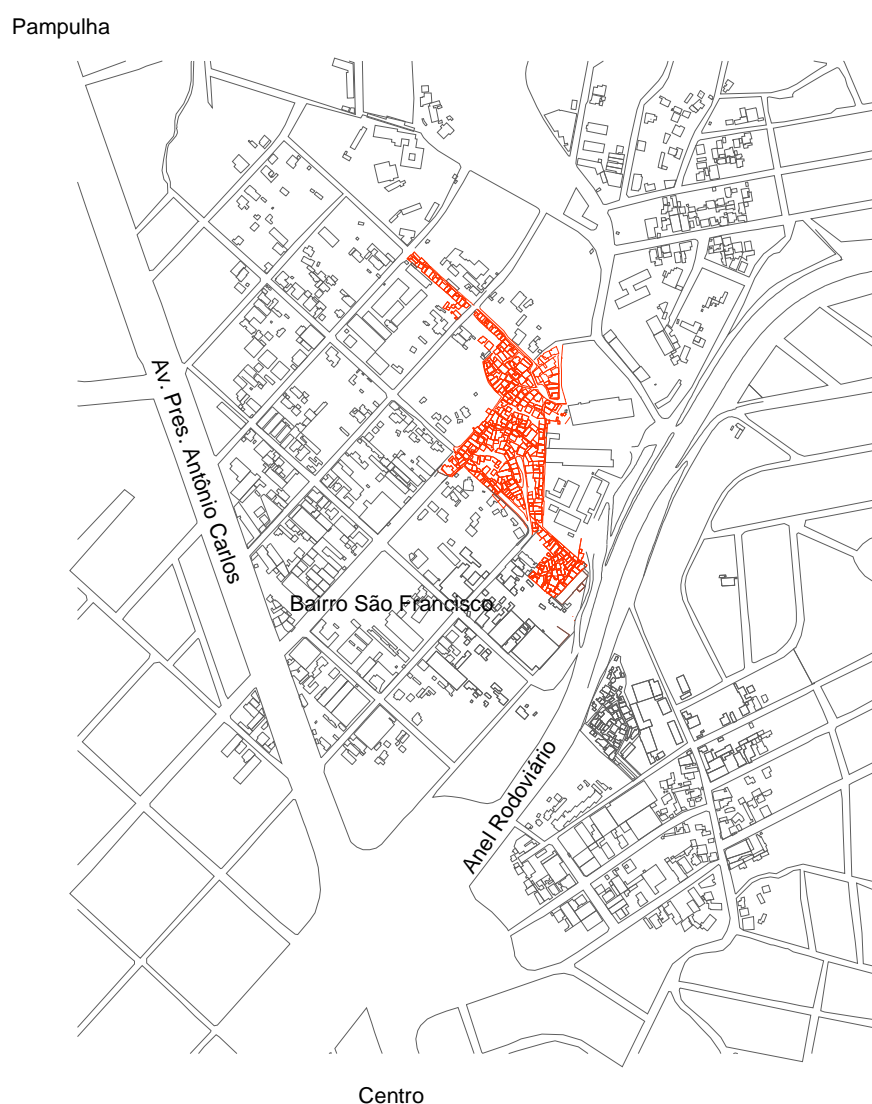 Pampulha
Av. Pres. Antônio Carlos
Bairro São Francisco
Anel Rodoviário
Centro